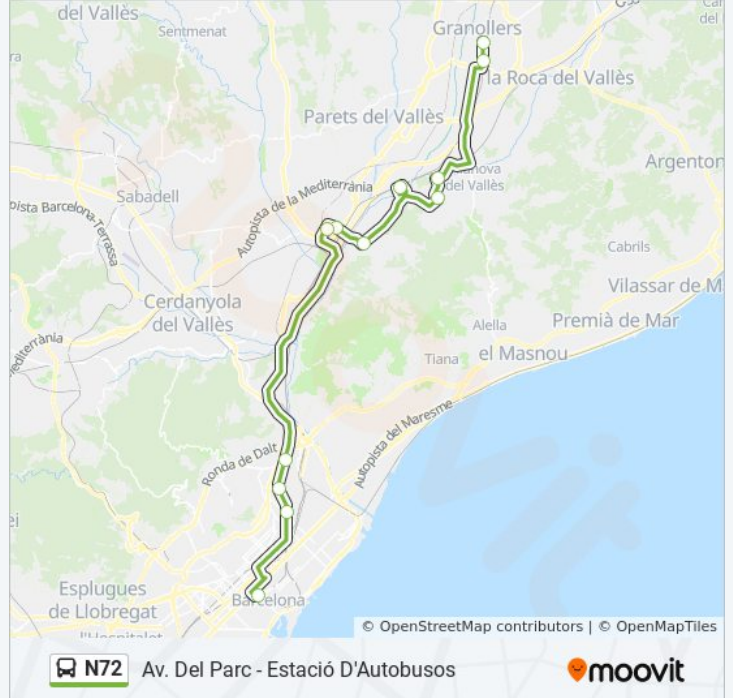 del Vallès
Sentmenat
Granollers
la Roca del Vallès
Parets del Vallès
Argenton
Sabadell
Autopista de la Mediterrània
del Vallès
pista Barcelona-Terrassa
Cabrils
Cerdanyola
del Vallès
Vilassar de M
Alella
Premià de Mar
Tiana
el Masnou
Autopista del Maresme
Ronda de Dalt
Esplugues
de Llobregat
Barcelona
l'Hospitalet
© OpenStreetMap contributors | © OpenMapTiles
N72 Av. Del Parc - Estació D'Autobusos
moovit